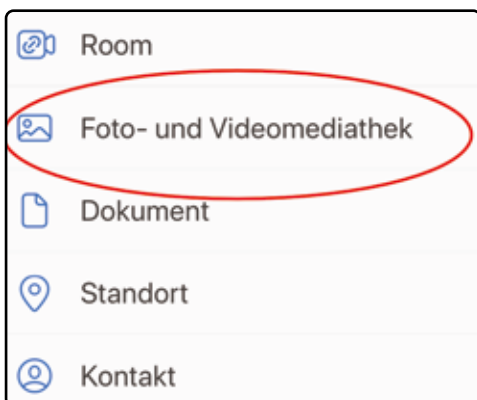 Room
Foto- und Videomediathek
Dokument
Standort
Kontakt